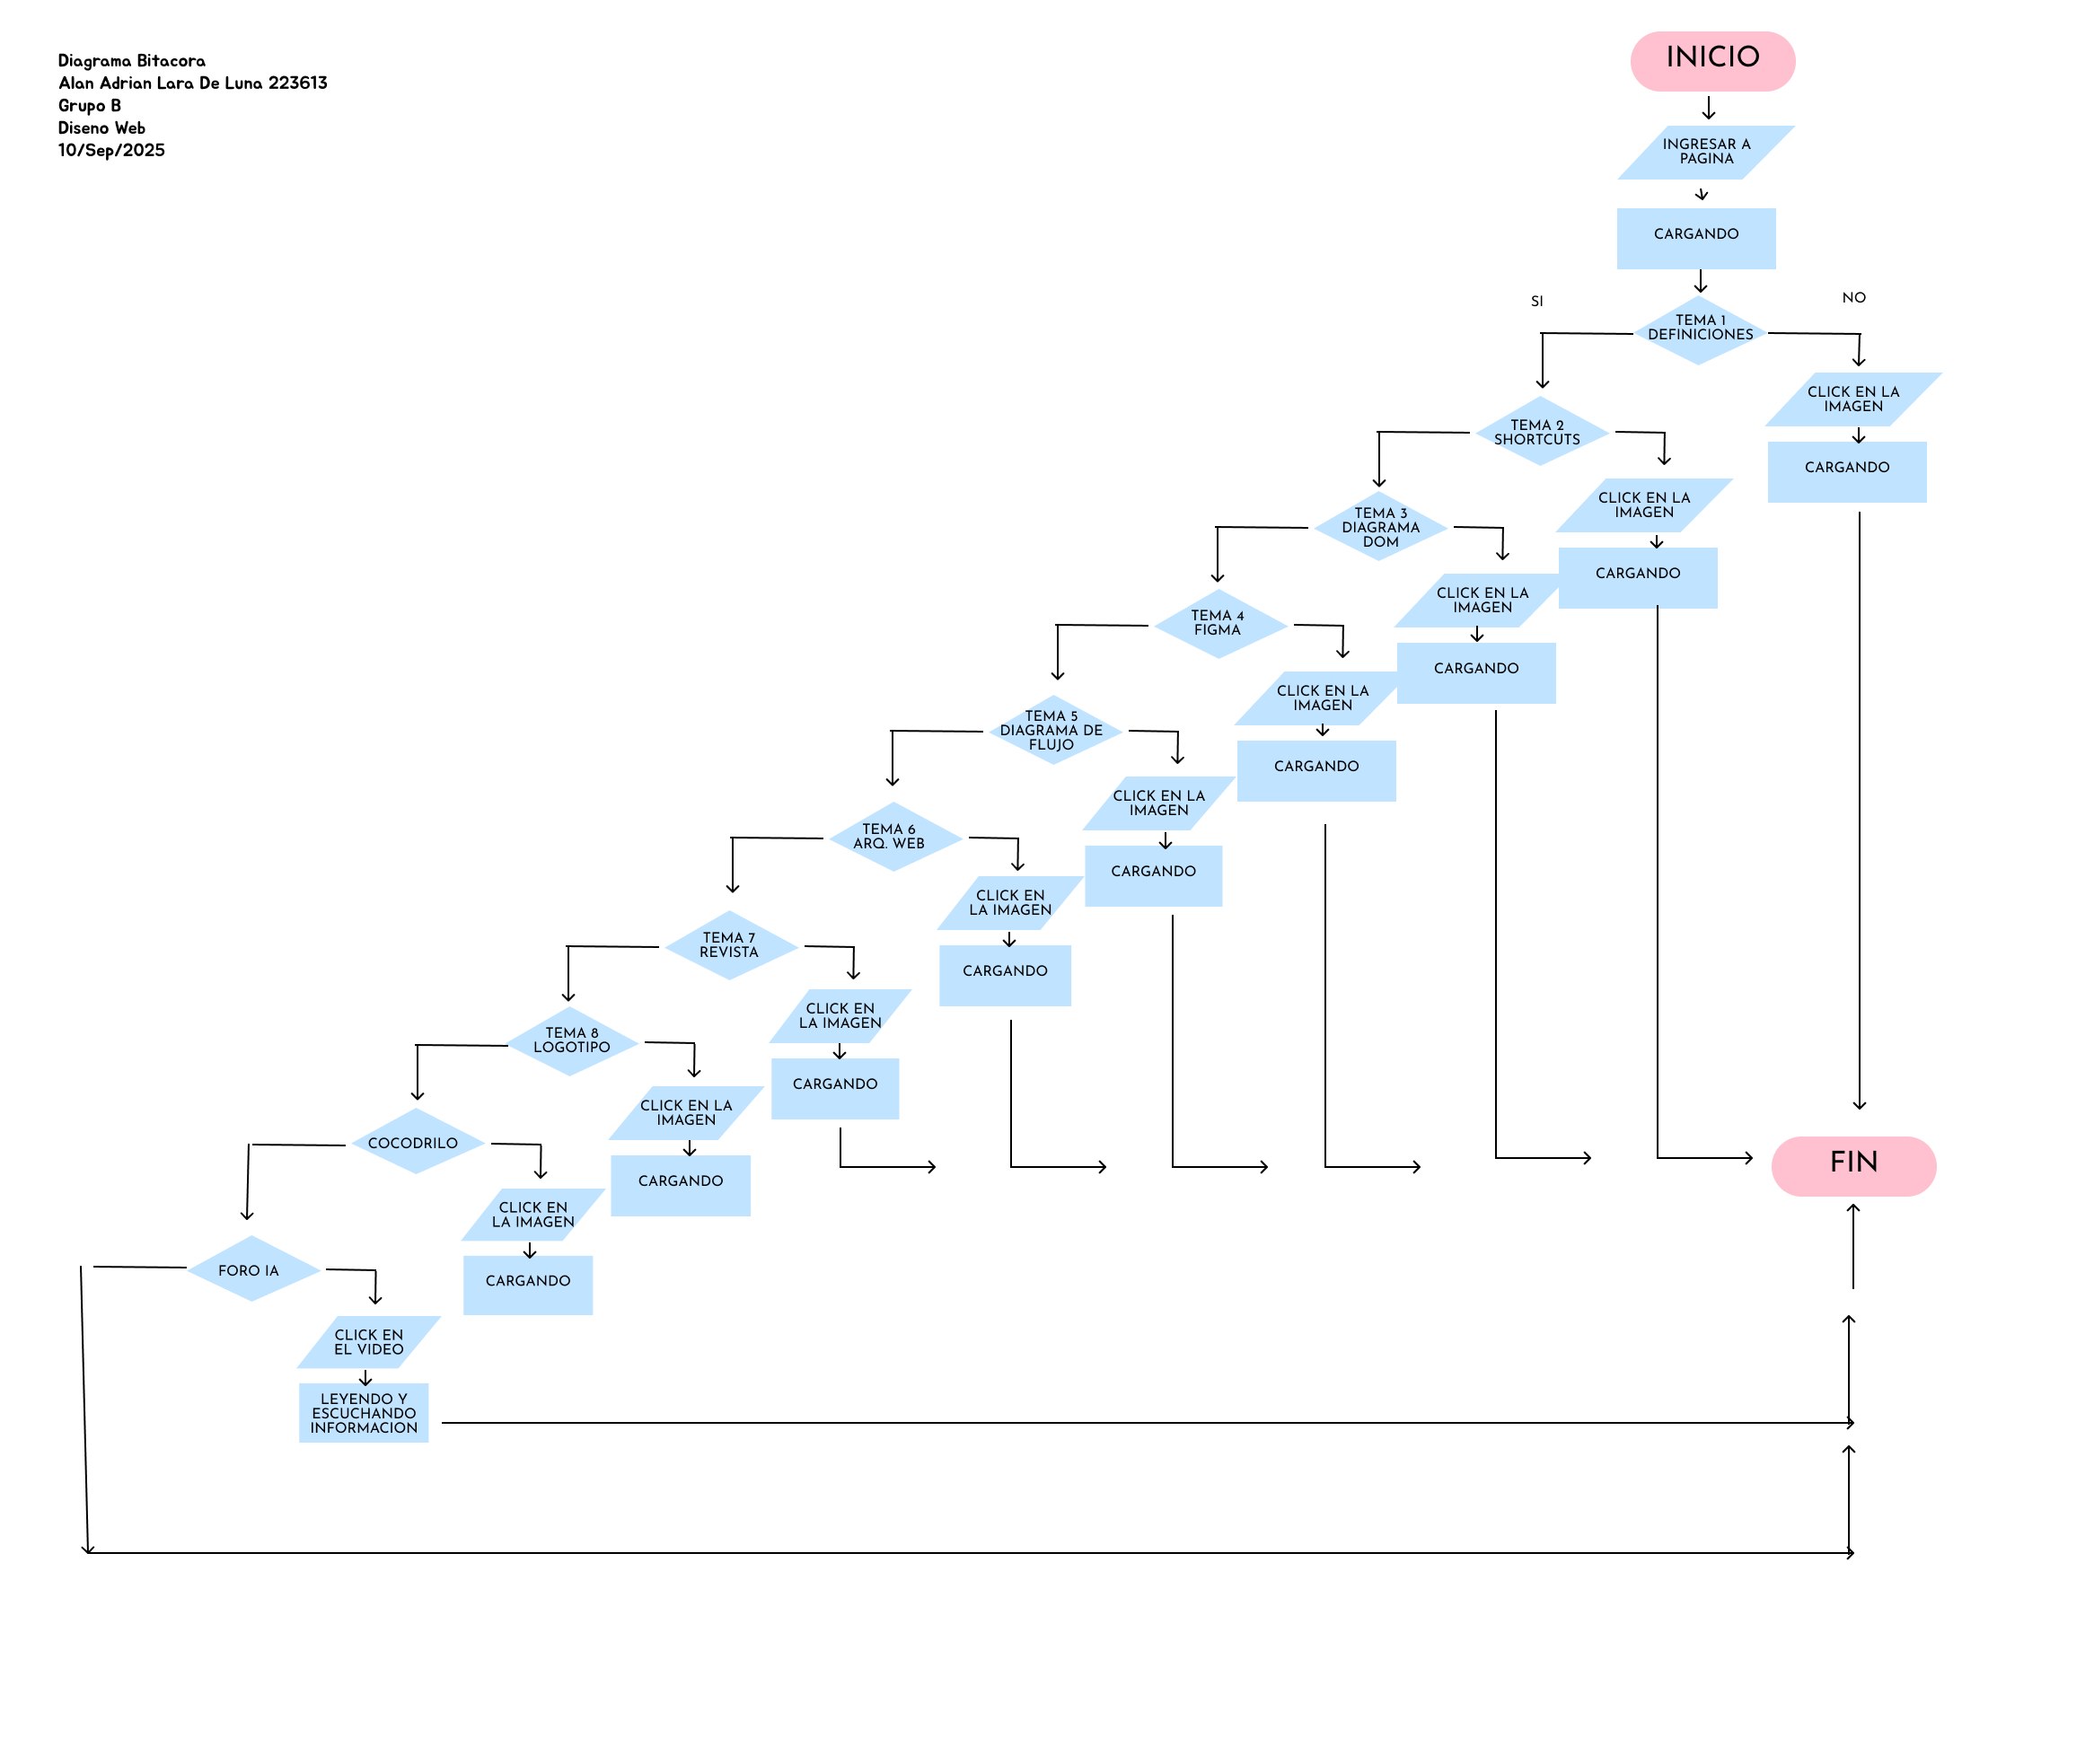 Diagrama Bitacora
Alan Adrian Lara De Luna 223613
Grupo B
Diseno Web
10/Sep/2025
INICIO
INGRESAR A
PAGINA
CARGANDO
SI
NO
TEMA 1
DEFINICIONES
CLICK EN LA
IMAGEN
CARGANDO
TEMA 2
SHORTCUTS
CLICK EN LA
IMAGEN
CARGANDO
TEMA 3
DIAGRAMA
DOM
CLICK EN LA
IMAGEN
CARGANDO
TEMA 4
FIGMA
CLICK EN LA
IMAGEN
CARGANDO
TEMA 5
DIAGRAMA DE
FLUJO
CLICK EN LA
IMAGEN
CARGANDO
TEMA 6
ARQ. WEB
CLICK EN
LA IMAGEN
CARGANDO
TEMA 7
REVISTA
CLICK EN
LA IMAGEN
CARGANDO
TEMA 8
LOGOTIPO
CLICK EN LA
IMAGEN
CARGANDO
COCODRILO
CLICK EN
LA IMAGEN
CARGANDO
FORO IA
CLICK EN
EL VIDEO
LEYENDO Y
ESCUCHANDO
INFORMACION
FIN